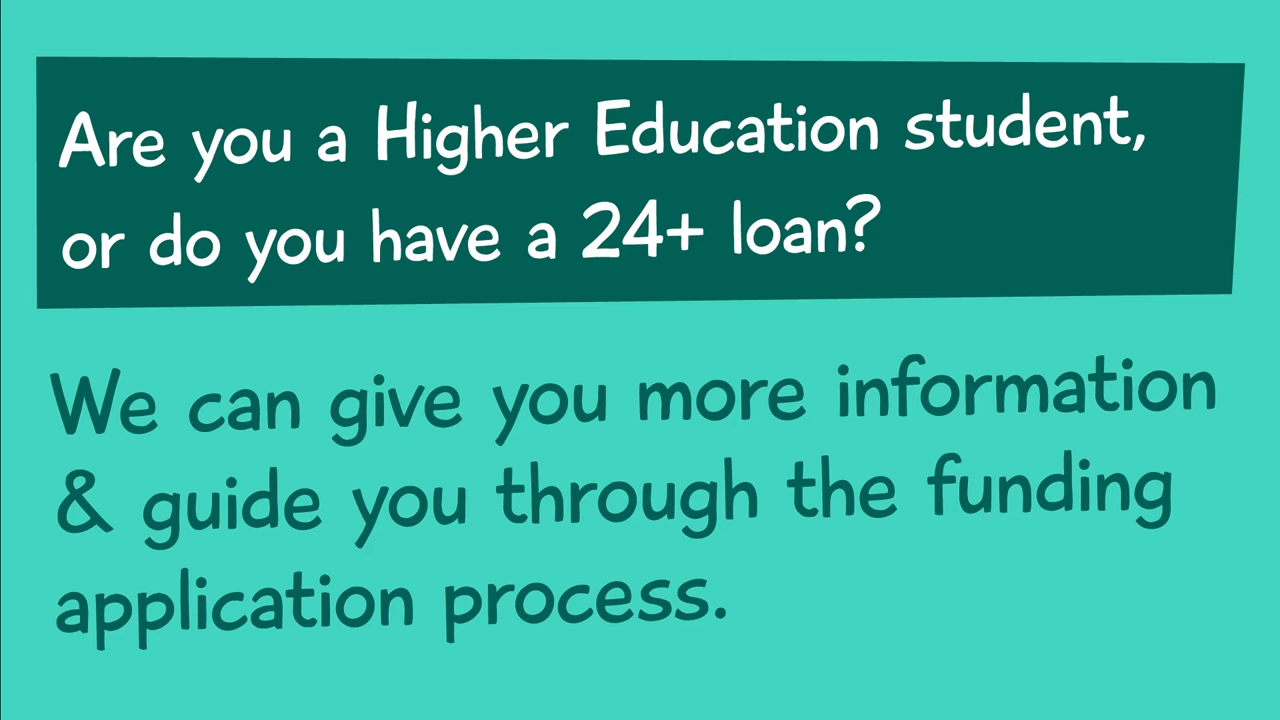 Are you a Higher Education student,
or do you have a 24+ loan?
We can give you more information
& guide you through the funding
application process.